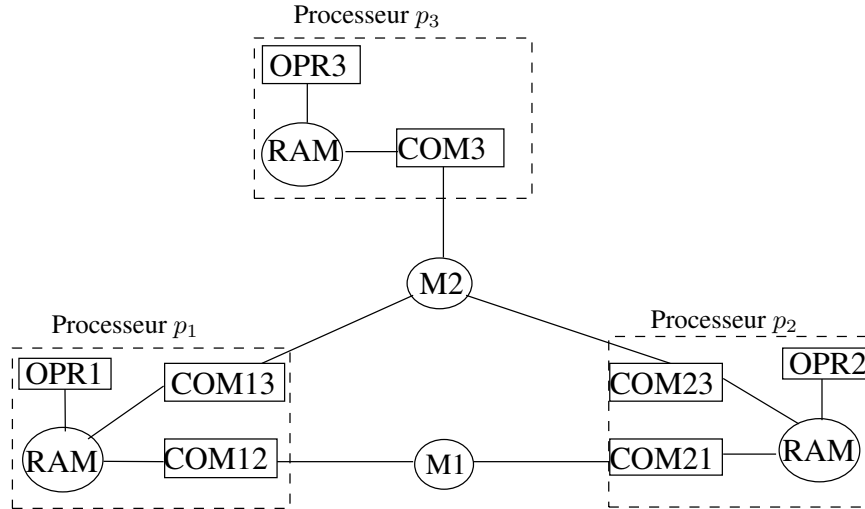 Processeur p₃
OPR3
RAM
COM3
M2
Processeur p₁
Processeur p₂
OPR1
COM13
COM23
OPR2
RAM
COM12
M1
COM21
RAM